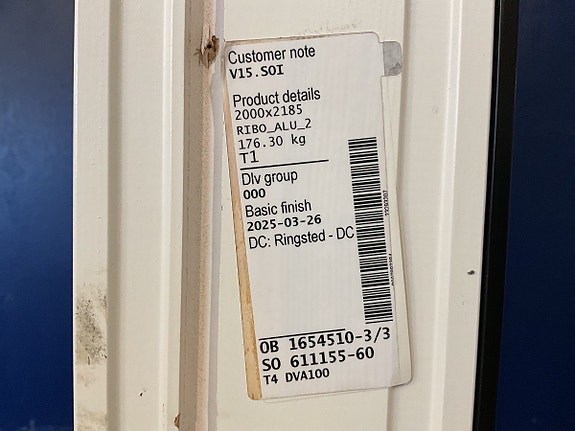 Customer note
V15.SOI
Product details
2000x2185
RIBO_ALU_2
176.30 kg
T1
Dlv group
000
Basic finish
2025-03-26
DC: Ringsted - DC
OB 1654510-3/3
SO 611155-60
T4 DVA100